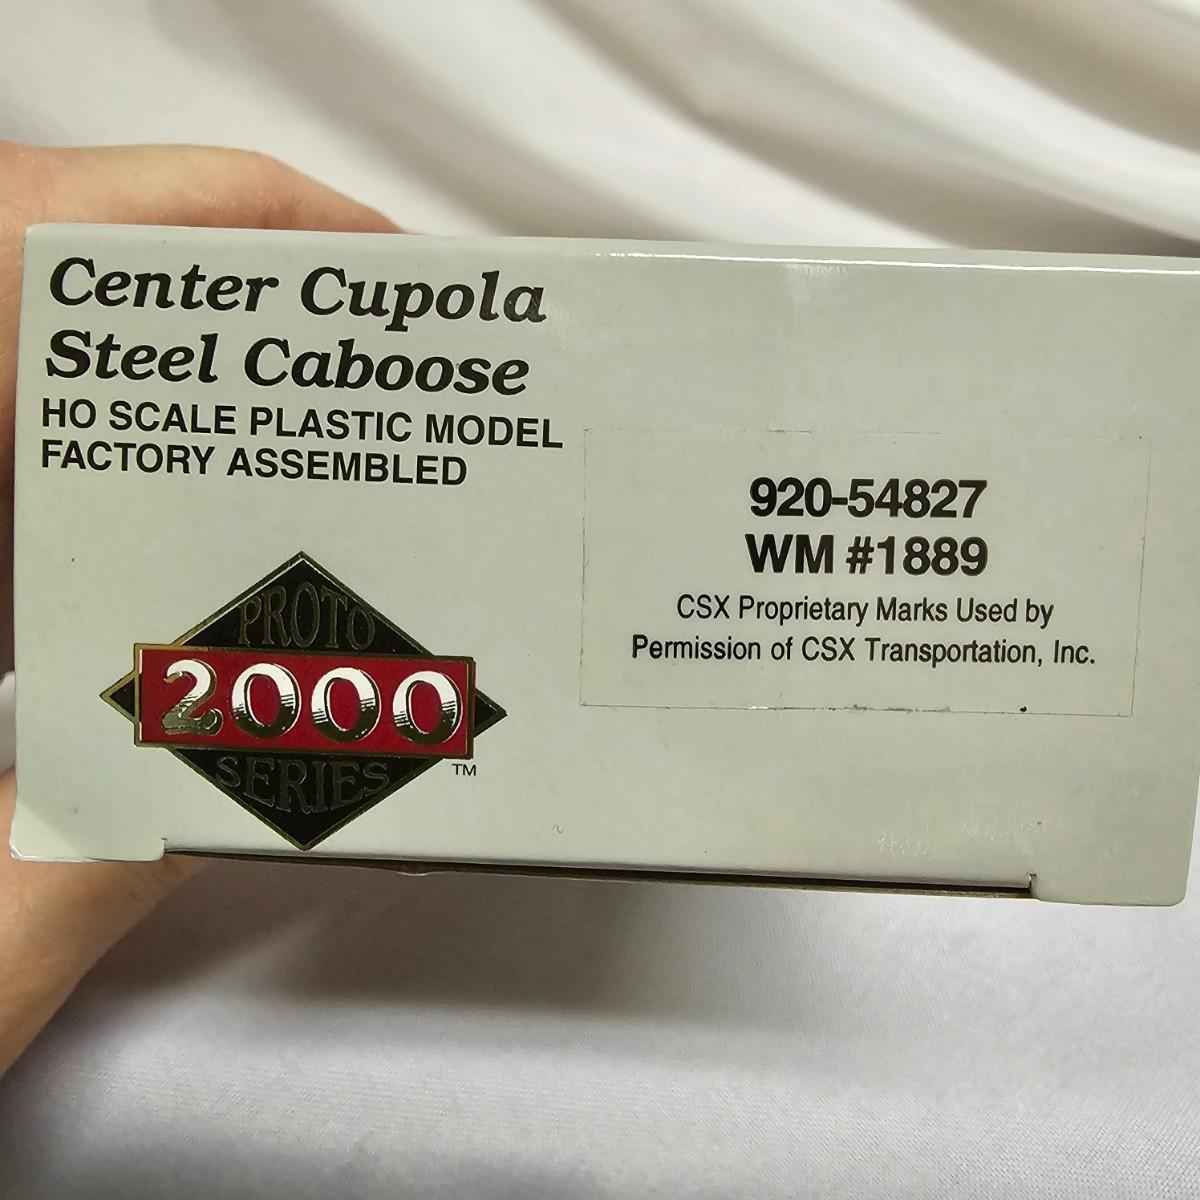 Center Cupola
Steel Caboose
HO SCALE PLASTIC MODEL
FACTORY ASSEMBLED
PROTO
2000
SERIES
TM
920-54827
WM #1889
CSX Proprietary Marks Used by
Permission of CSX Transportation, Inc.